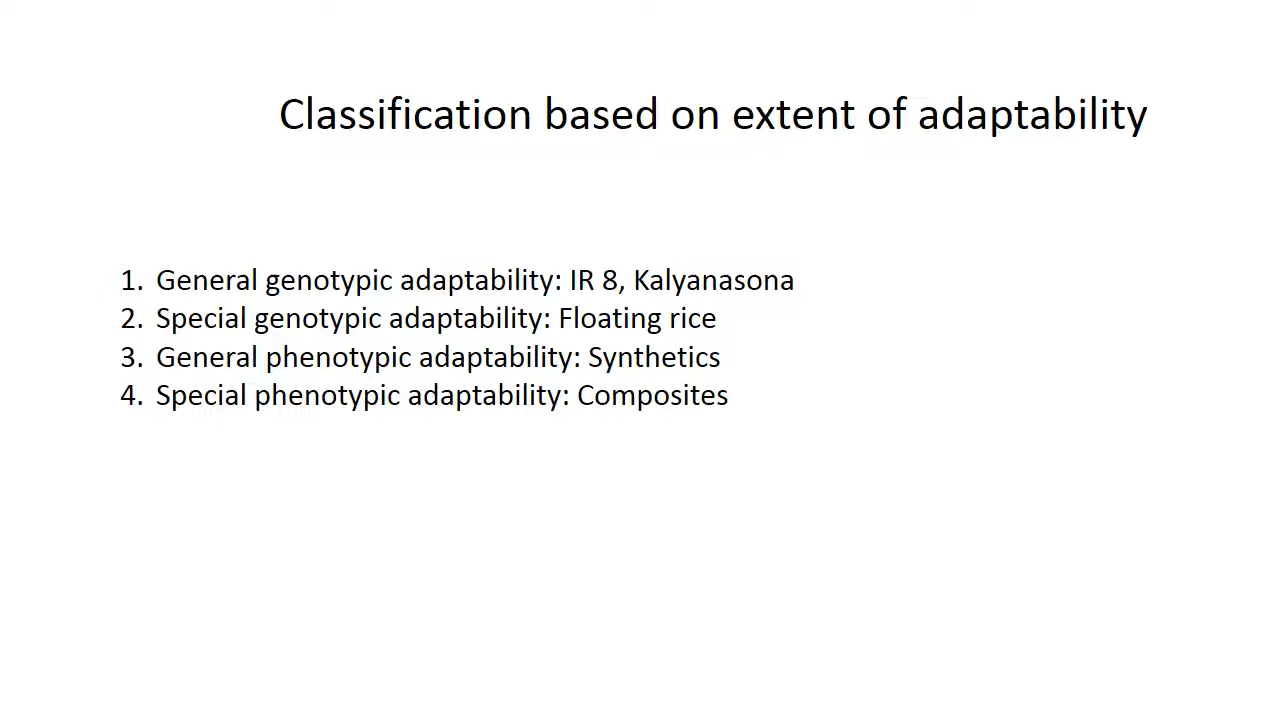 Classification based on extent of adaptability
1. General genotypic adaptability: IR 8, Kalyanasona
2. Special genotypic adaptability: Floating rice
3. General phenotypic adaptability: Synthetics
4. Special phenotypic adaptability: Composites